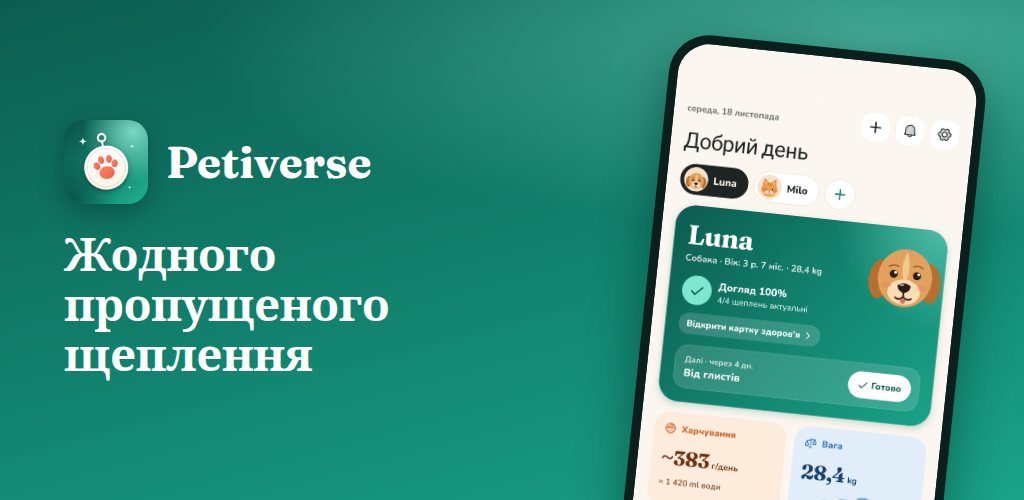 Petiverse
Жодного
пропущеного
щеплення
середа, 18 листопада
Добрий день
Luna
Milo
Luna
Собака · Вік: 3 р. 7 міс. · 28,4 kg
Догляд 100%
4/4 щеплень актуальні
Відкрити картку здоров'я
Далі · через 4 дн.
Від глистів
Готово
Харчування
~383 г/день
≈ 1 420 ml води
Вага
28,4 kg